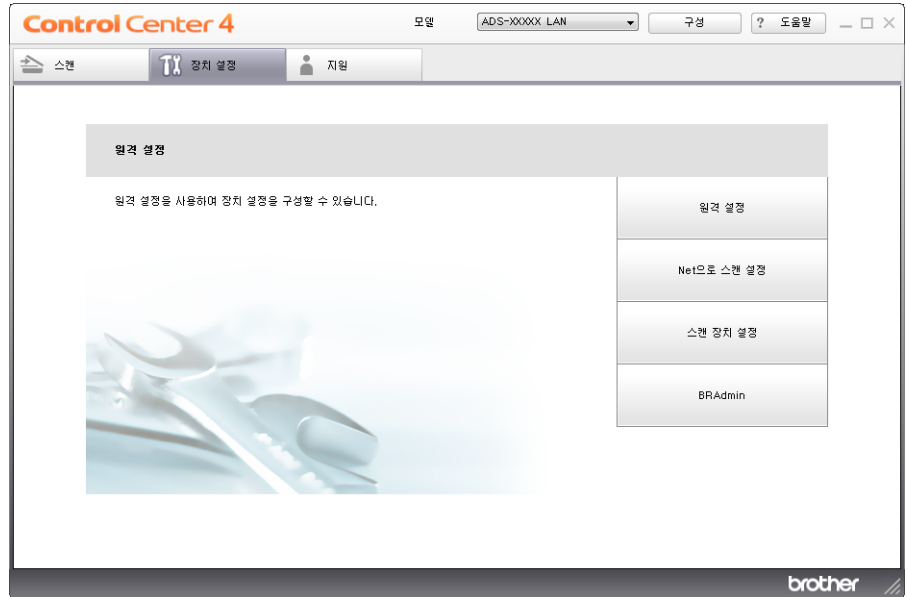 Control Center 4 모델 ADS-XXXXX LAN 구성 ? 도움말
스캔 장치 설정 지원
원격 설정
원격 설정을 사용하여 장치 설정을 구성할 수 있습니다.
원격 설정
Net으로 스캔 설정
스캔 장치 설정
BRAdmin
brother